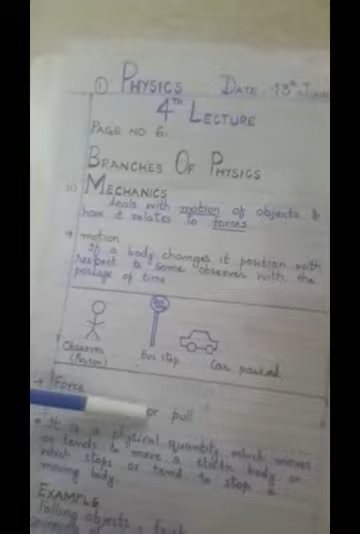 ① PHYSICS DATE 13th June
4TH LECTURE
PAGE NO 6.
BRANCHES OF PHYSICS
MECHANICS
deals with motion of objects &
how it relates to forces
→ motion
If a body changes it position with
respect to some observer with the
passage of time
Observer
(Person)
Bus stop
Car parked
→ Force
or pull
It is a physical quantity which moves
or tends to move a static body or
which stops or tend to stop a
moving body
EXAMPLE
Falling objects,